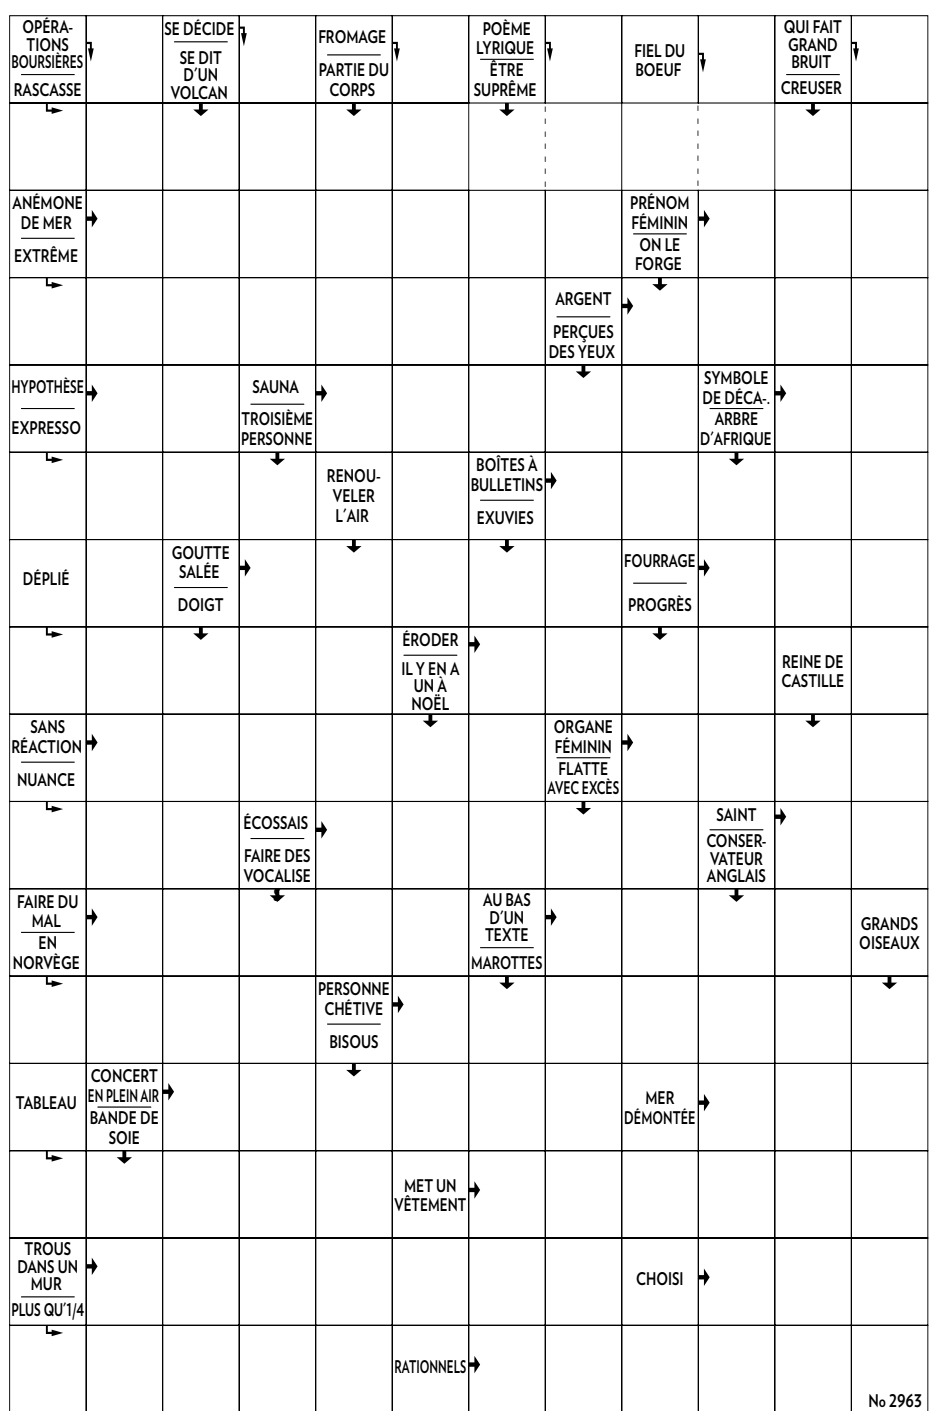 OPÉRA-
TIONS
BOURSIÈRES
RASCASSE
SE DÉCIDE
SE DIT
D'UN
VOLCAN
FROMAGE
PARTIE DU
CORPS
POÈME
LYRIQUE
ÊTRE
SUPRÊME
FIEL DU
BOEUF
QUI FAIT
GRAND
BRUIT
CREUSER
ANÉMONE
DE MER
EXTRÊME
PRÉNOM
FÉMININ
ON LE
FORGE
ARGENT
PERÇUES
DES YEUX
HYPOTHÈSE
EXPRESSO
SAUNA
TROISIÈME
PERSONNE
SYMBOLE
DE DÉCA-.
ARBRE
D'AFRIQUE
RENOU-
VELER
L'AIR
BOÎTES À
BULLETINS
EXUVIES
DÉPLIÉ
GOUTTE
SALÉE
DOIGT
FOURRAGE
PROGRÈS
ÉRODER
IL Y EN A
UN À
NOËL
REINE DE
CASTILLE
SANS
RÉACTION
NUANCE
ORGANE
FÉMININ
FLATTE
AVEC EXCÈS
ÉCOSSAIS
FAIRE DES
VOCALISE
SAINT
CONSER-
VATEUR
ANGLAIS
FAIRE DU
MAL
EN
NORVÈGE
AU BAS
D'UN
TEXTE
MAROTTES
GRANDS
OISEAUX
PERSONNE
CHÉTIVE
BISOUS
TABLEAU
CONCERT
EN PLEIN AIR
BANDE DE
SOIE
MER
DÉMONTÉE
MET UN
VÊTEMENT
TROUS
DANS UN
MUR
PLUS QU'1/4
CHOISI
RATIONNELS
No 2963